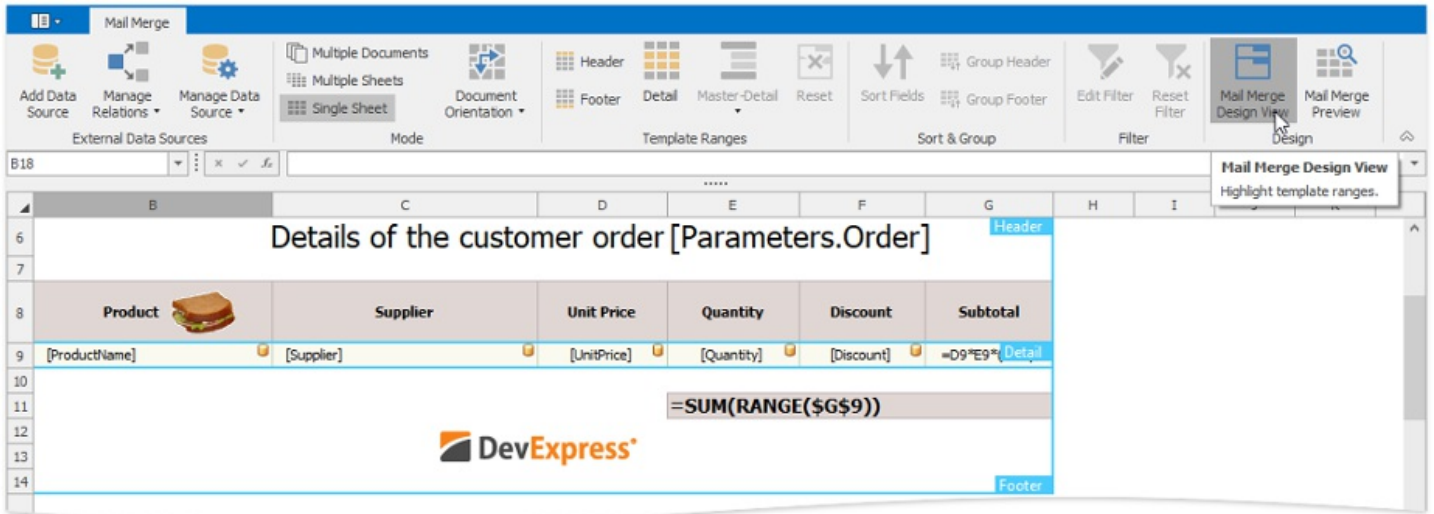 Mail Merge
Multiple Documents
Multiple Sheets
Single Sheet
Add Data Source
Manage Relations
Manage Data Source
Document Orientation
Header
Footer
Detail
Master-Detail
Reset
Sort Fields
Group Header
Group Footer
Edit Filter
Reset Filter
Mail Merge Design View
Mail Merge Preview
External Data Sources
Mode
Template Ranges
Sort & Group
Filter
Design
B18
fx
Mail Merge Design View
Highlight template ranges.
B C D E F G H I
6 Details of the customer order [Parameters.Order] Header
7
8 Product Supplier Unit Price Quantity Discount Subtotal
9 [ProductName] [Supplier] [UnitPrice] [Quantity] [Discount] =D9*E9*( Detail
10
11 =SUM(RANGE($G$9))
12
13 DevExpress
14 Footer